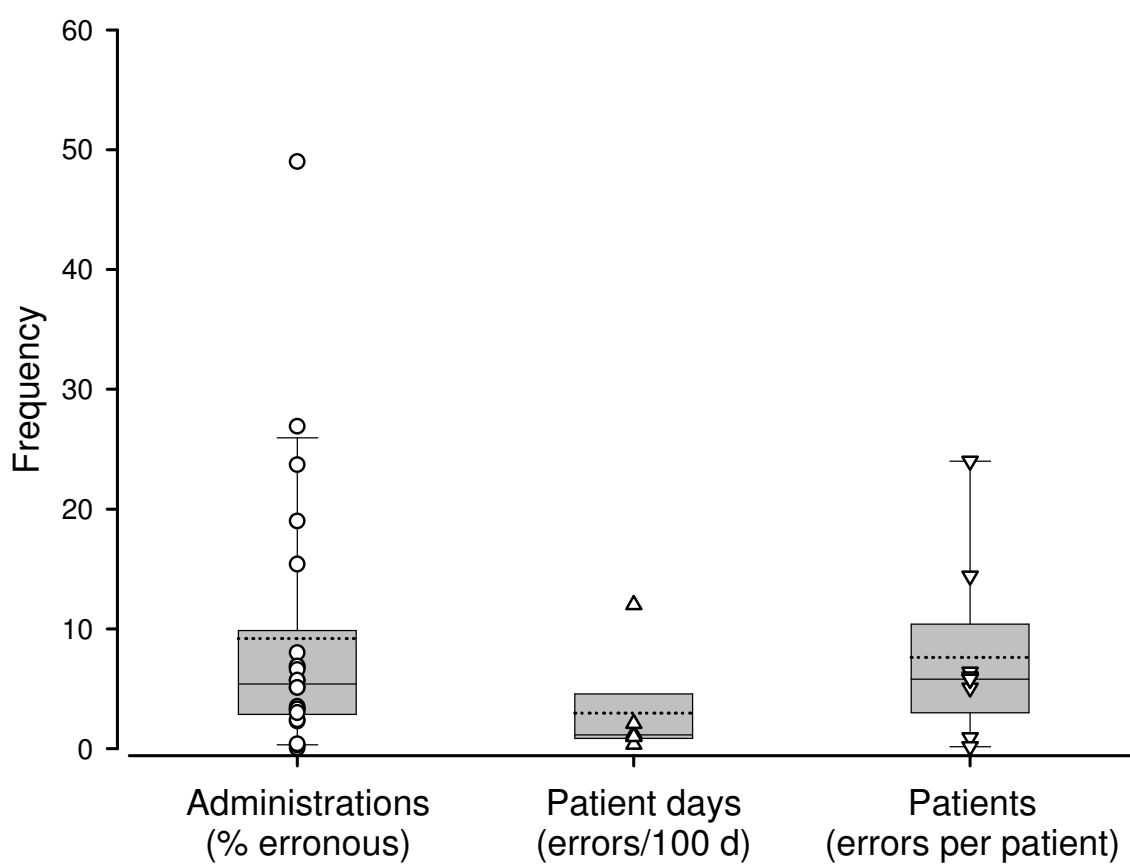 60
50
40
30
20
10
0
Frequency
Administrations
(% erronous)
Patient days
(errors/100 d)
Patients
(errors per patient)